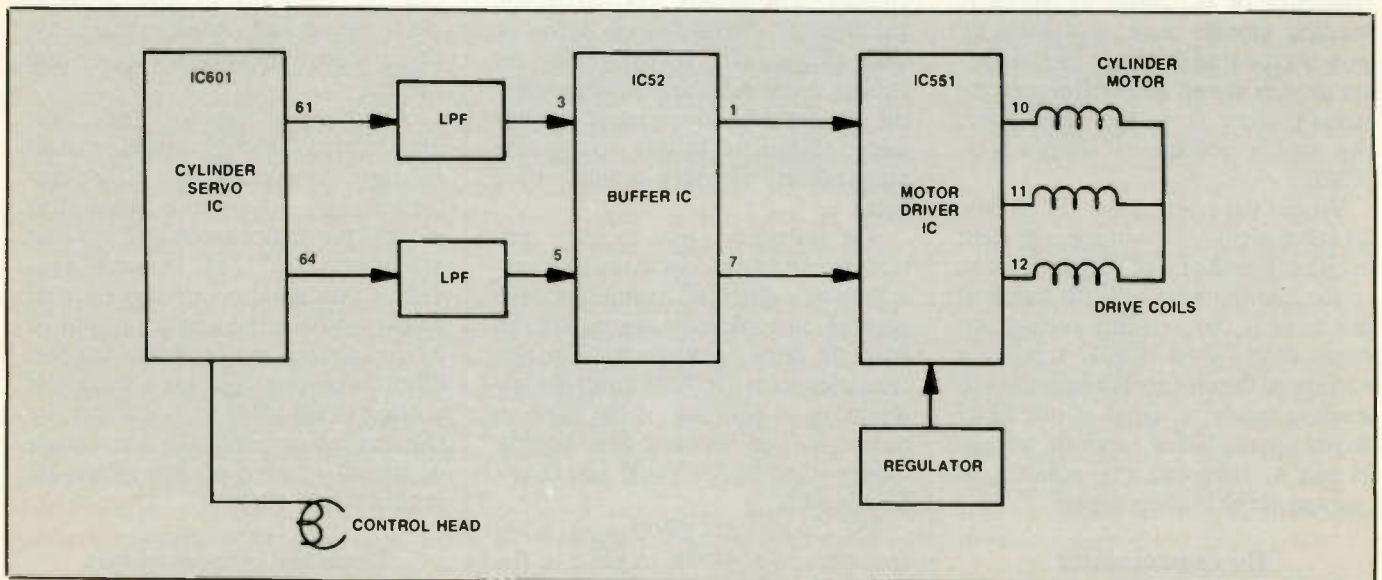 IC601
CYLINDER
SERVO
IC
61
64
LPF
LPF
3
5
IC52
BUFFER IC
1
7
IC551
MOTOR
DRIVER
IC
10
11
12
CYLINDER
MOTOR
DRIVE COILS
REGULATOR
CONTROL HEAD